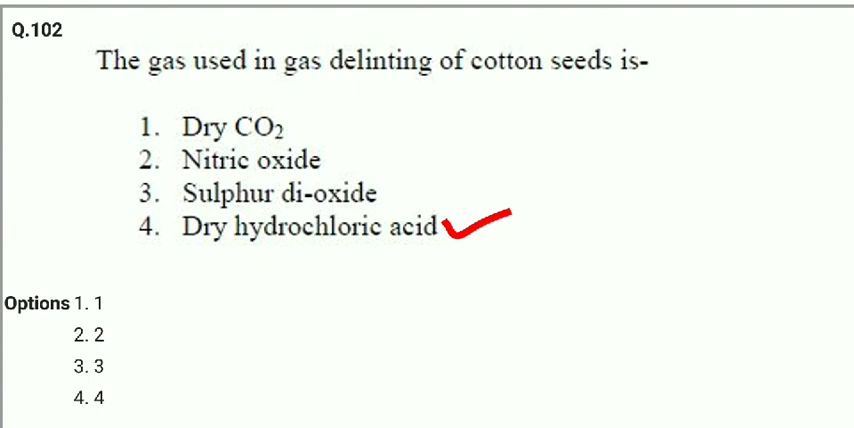 Q.102
The gas used in gas delinting of cotton seeds is-
1. Dry CO₂
2. Nitric oxide
3. Sulphur di-oxide
4. Dry hydrochloric acid
Options 1. 1
2. 2
3. 3
4. 4